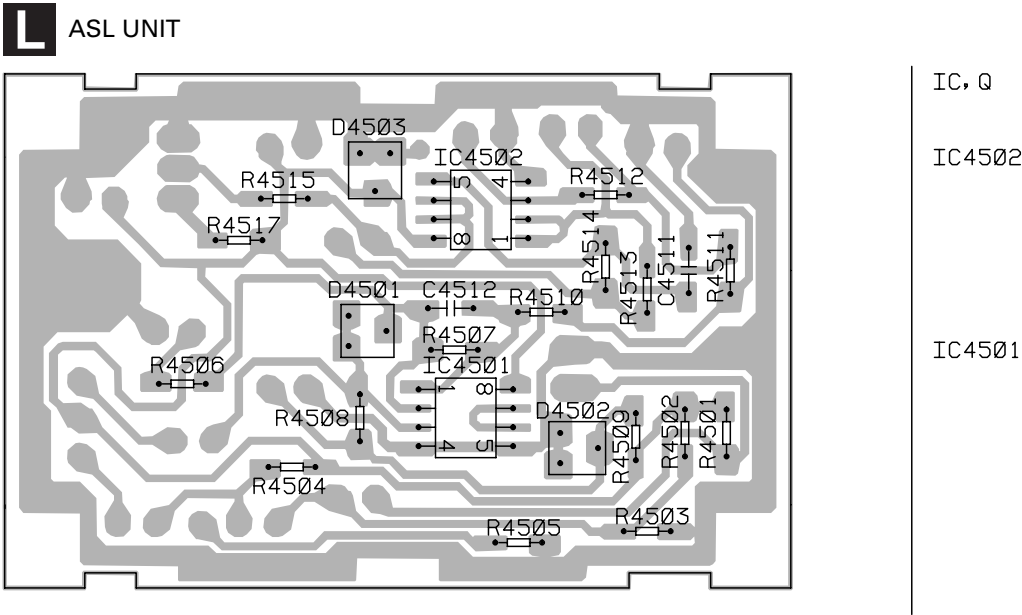 L ASL UNIT
IC, Q
D4503
IC4502
IC4502
5 4
R4515
R4512
R4517
8 1
R4514
R4513
C4511
R4511
D4501
C4512
R4510
R4507
IC4501
IC4501
R4506
1 8
D4502
R4508
R4509
R4502
R4501
4 5
R4504
R4503
R4505